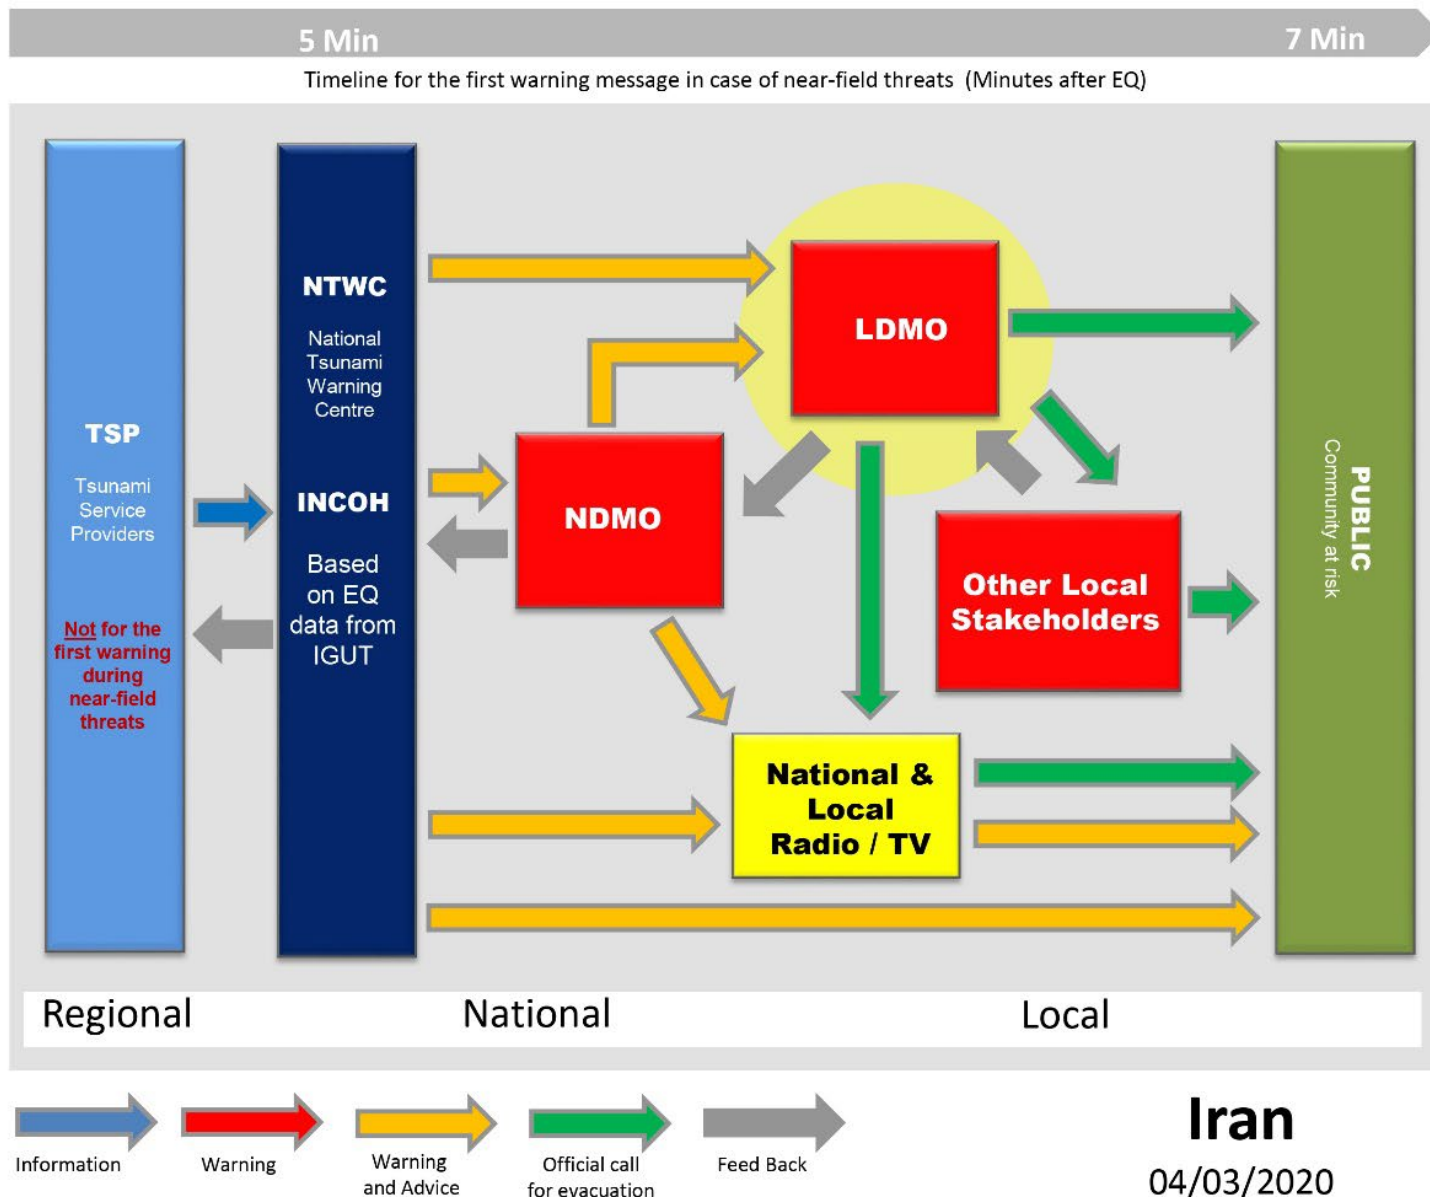 5 Min
7 Min
Timeline for the first warning message in case of near-field threats (Minutes after EQ)
TSP
Tsunami
Service
Providers
Not for the
first warning
during
near-field
threats
NTWC
National
Tsunami
Warning
Centre
INCOH
Based
on EQ
data from
IGUT
NDMO
LDMO
Other Local
Stakeholders
National &
Local
Radio / TV
PUBLIC
Community at risk
Regional
National
Local
Information
Warning
Warning
and Advice
Official call
for evacuation
Feed Back
Iran
04/03/2020